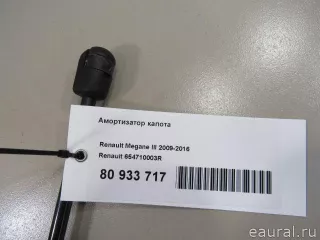 Амортизатор капота
Renault Megane III 2009-2016
Renault 654710003R
80 933 717
eaural.ru